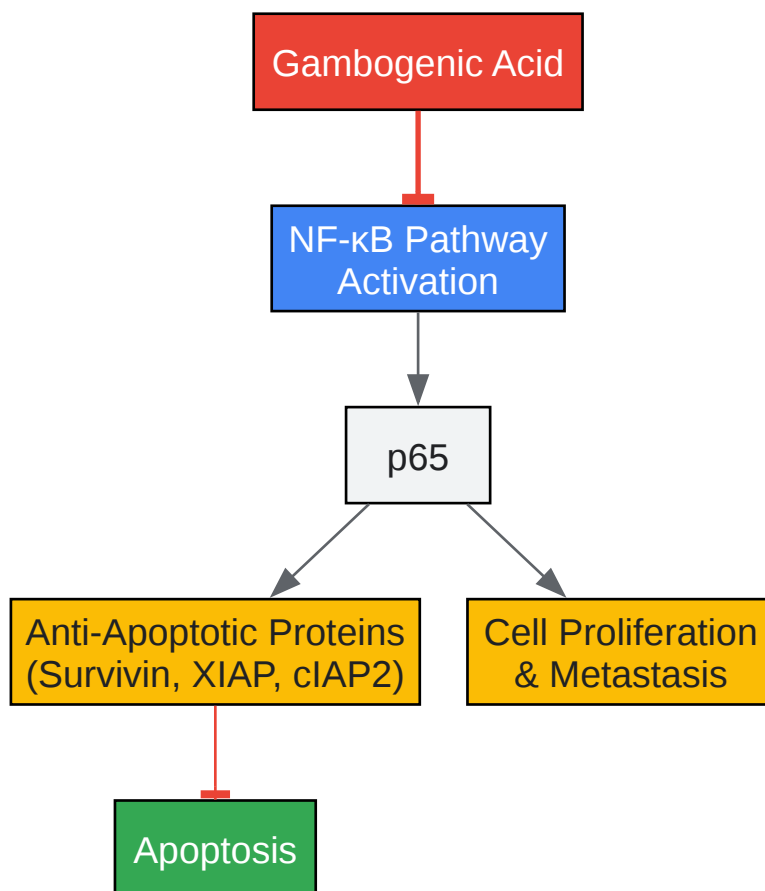 Gambogenic Acid
NF-κB Pathway
Activation
p65
Anti-Apoptotic Proteins
(Survivin, XIAP, cIAP2)
Cell Proliferation
& Metastasis
Apoptosis